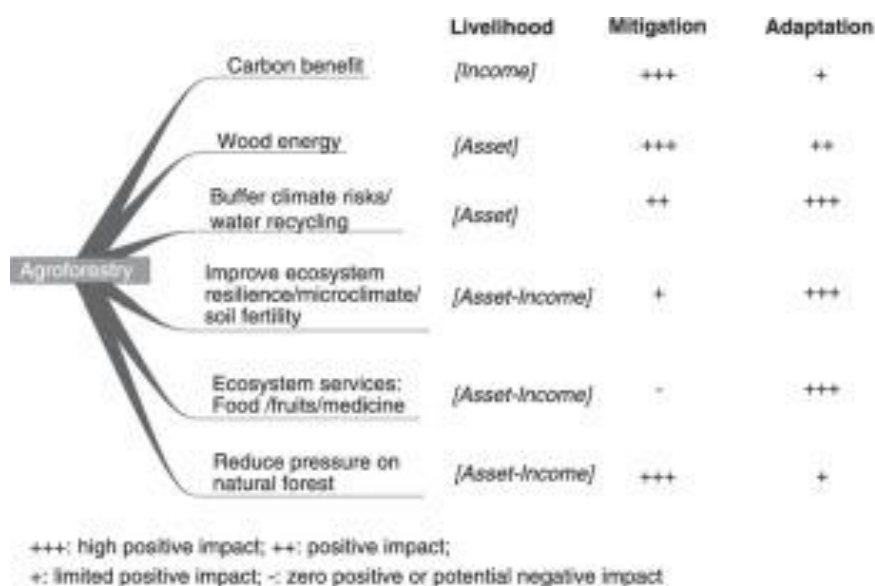 Livelihood Mitigation Adaptation
Carbon benefit [Income] +++ +
Wood energy [Asset] +++ ++
Buffer climate risks/
water recycling [Asset] ++ +++
Agroforestry
Improve ecosystem
resilience/microclimate/ [Asset-Income] + +++
soil fertility
Ecosystem services:
Food /fruits/medicine [Asset-Income] - +++
Reduce pressure on
natural forest [Asset-Income] +++ +
+++: high positive impact; ++: positive impact;
+: limited positive impact; -: zero positive or potential negative impact